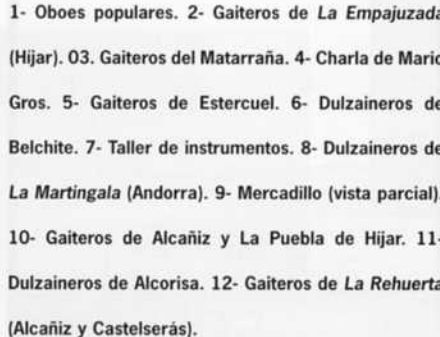 1- Oboes populares. 2- Gaiteros de La Empajuzada
(Híjar). 03. Gaiteros del Matarraña. 4- Charla de Mario
Gros. 5- Gaiteros de Estercuel. 6- Dulzaineros de
Belchite. 7- Taller de instrumentos. 8- Dulzaineros de
La Martingala (Andorra). 9- Mercadillo (vista parcial).
10- Gaiteros de Alcañiz y La Puebla de Híjar. 11-
Dulzaineros de Alcorisa. 12- Gaiteros de La Rehuerta
(Alcañiz y Castelserás).